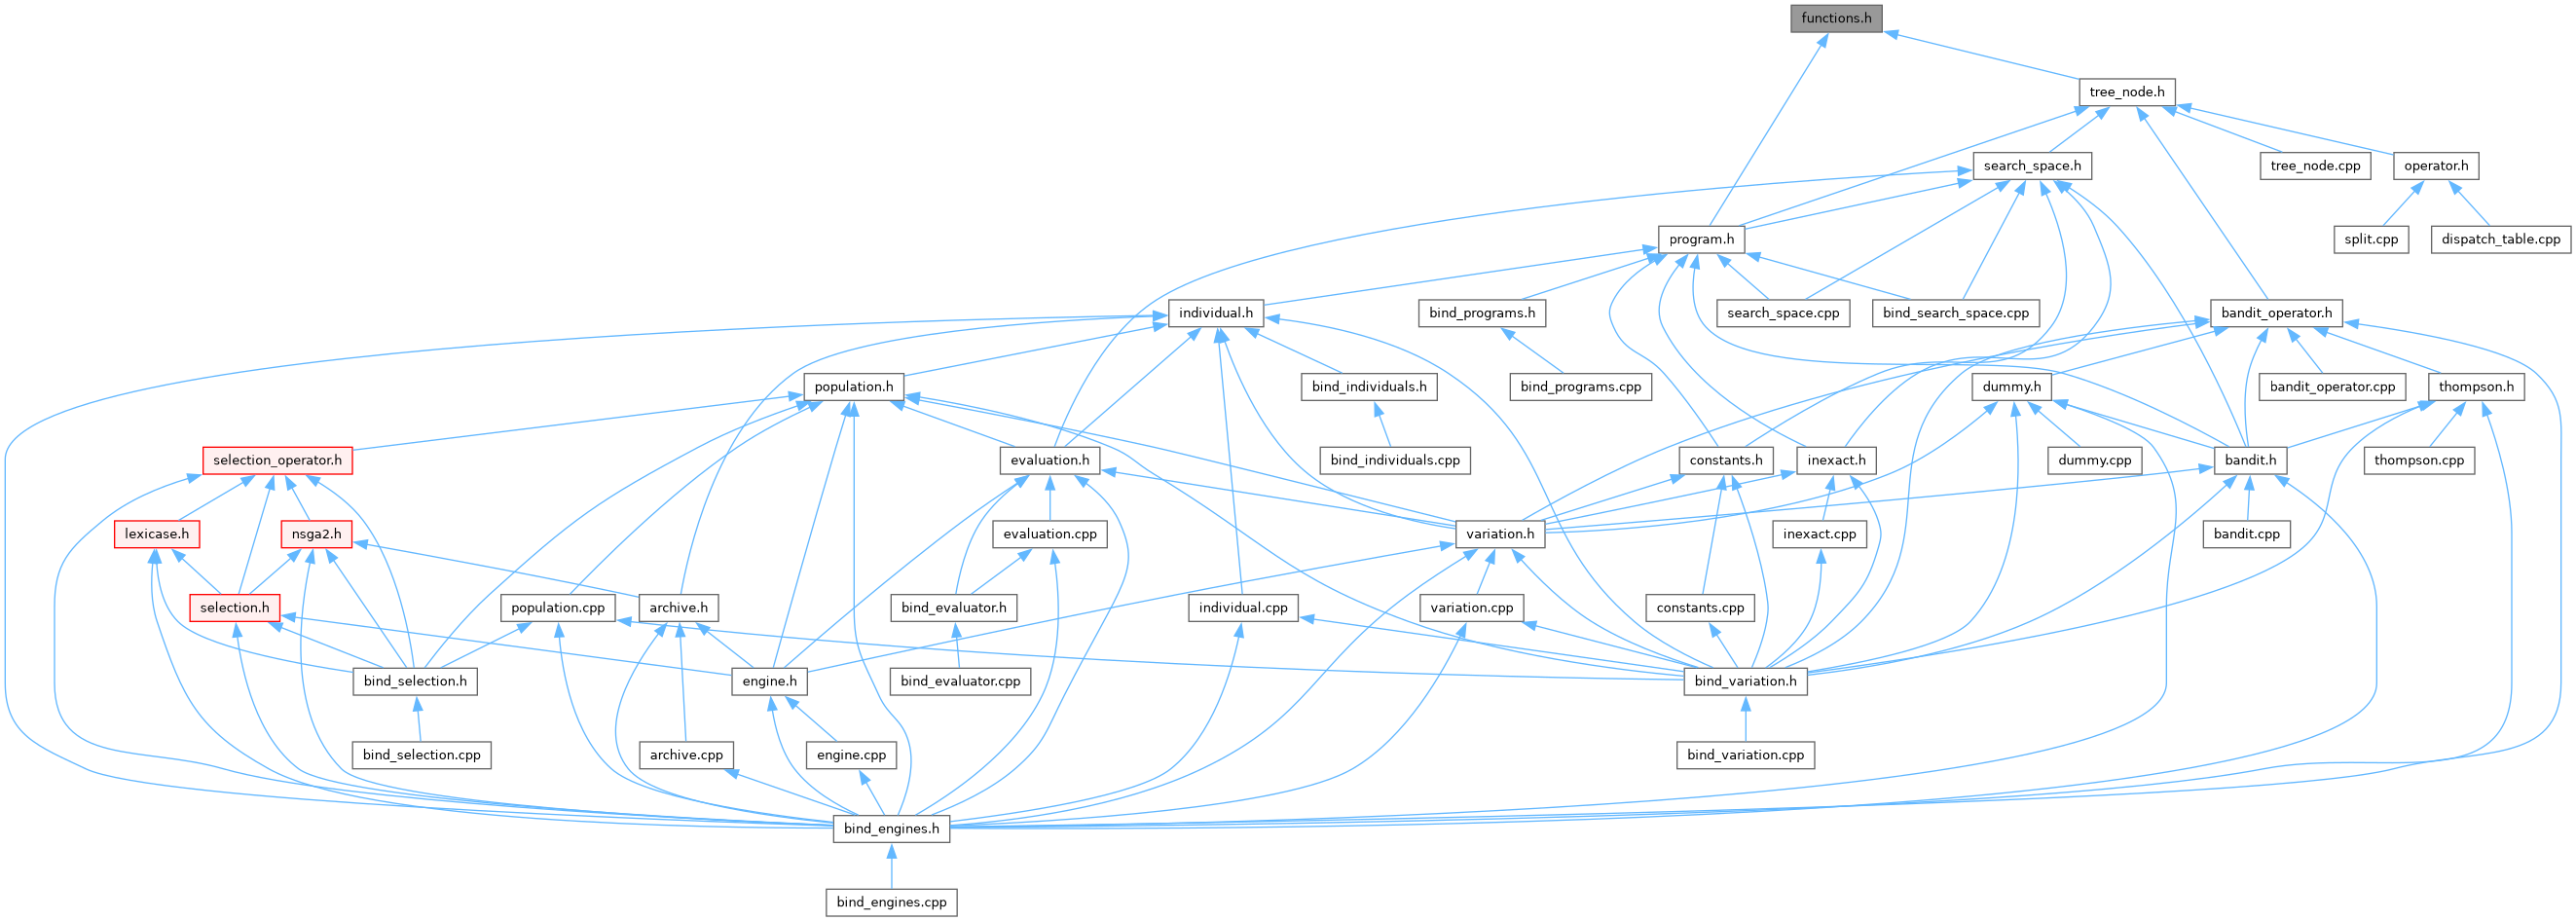 functions.h
tree_node.h
search_space.h
tree_node.cpp
operator.h
program.h
split.cpp
dispatch_table.cpp
individual.h
bind_programs.h
search_space.cpp
bind_search_space.cpp
bandit_operator.h
population.h
bind_individuals.h
bind_programs.cpp
dummy.h
bandit_operator.cpp
thompson.h
selection_operator.h
evaluation.h
bind_individuals.cpp
constants.h
inexact.h
dummy.cpp
bandit.h
thompson.cpp
lexicase.h
nsga2.h
evaluation.cpp
variation.h
inexact.cpp
bandit.cpp
selection.h
population.cpp
archive.h
bind_evaluator.h
individual.cpp
variation.cpp
constants.cpp
bind_selection.h
engine.h
bind_evaluator.cpp
bind_variation.h
bind_selection.cpp
archive.cpp
engine.cpp
bind_variation.cpp
bind_engines.h
bind_engines.cpp